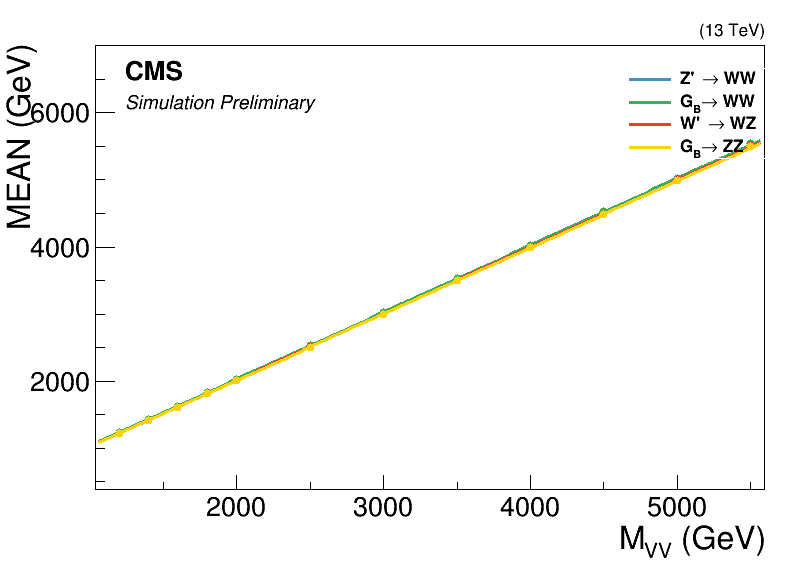 (13 TeV)
CMS
Simulation Preliminary
Z' → WW
G_B → WW
W' → WZ
G_B → ZZ
MEAN (GeV)
6000
4000
2000
2000 3000 4000 5000
M_VV (GeV)